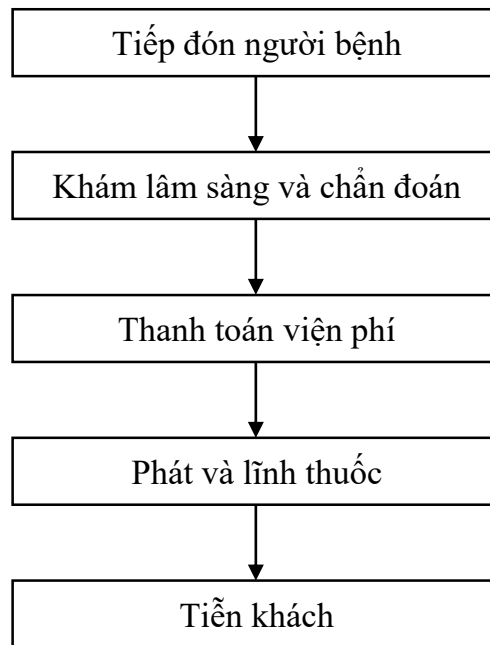 Tiếp đón người bệnh
Khám lâm sàng và chẩn đoán
Thanh toán viện phí
Phát và lĩnh thuốc
Tiễn khách